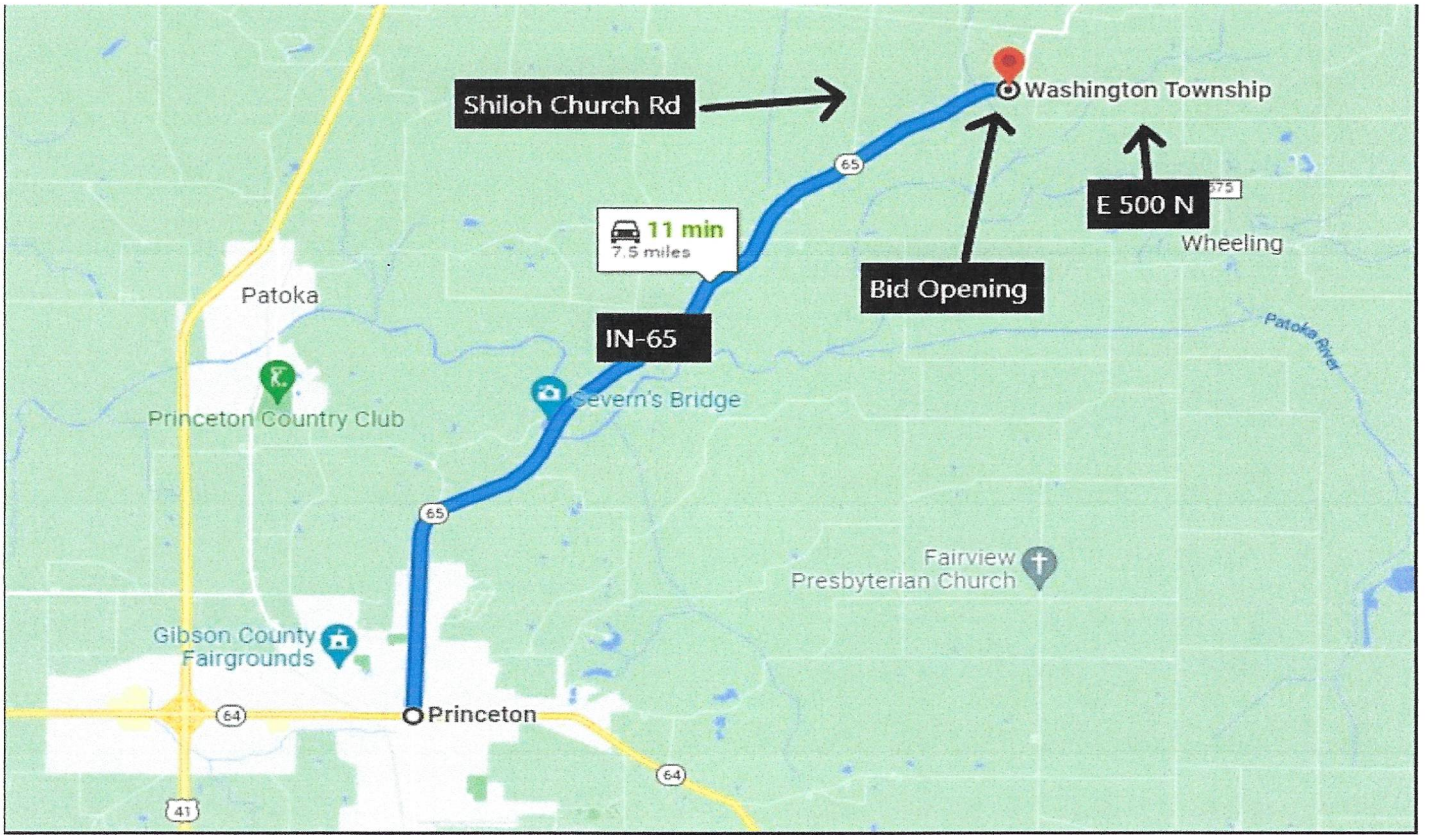 Shiloh Church Rd
Washington Township
65
E 500 N
Wheeling
11 min
7.5 miles
Bid Opening
Patoka
IN-65
Patoka River
Severn's Bridge
Princeton Country Club
65
Fairview
Presbyterian Church
Gibson County
Fairgrounds
64
Princeton
64
41